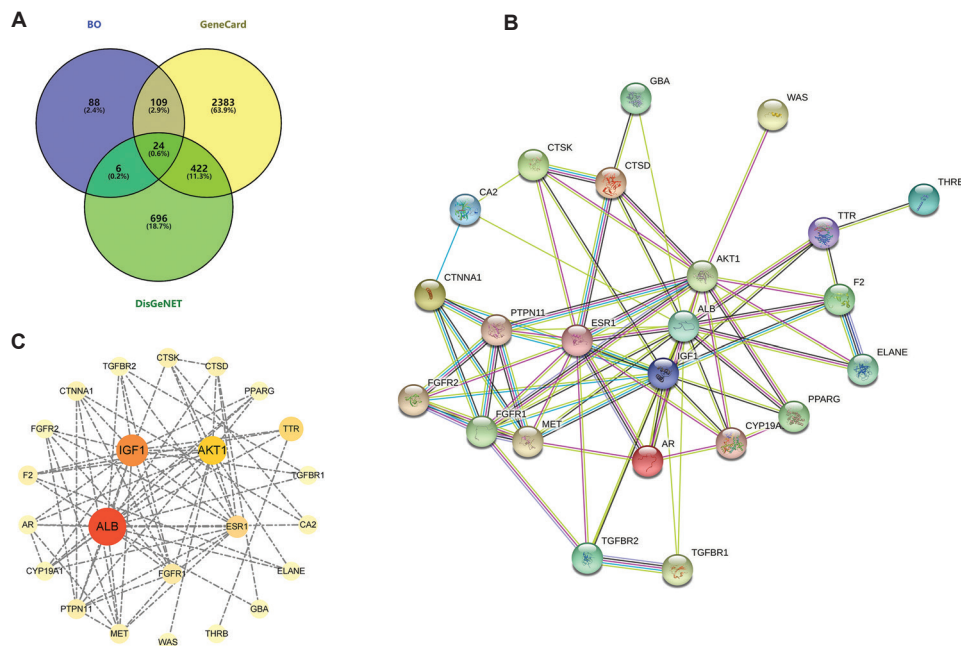 A
BO
GeneCard
88
(2.4%)
109
(2.9%)
2383
(63.9%)
24
(0.6%)
6
(0.2%)
422
(11.3%)
696
(18.7%)
DisGeNET
B
GBA
WAS
CTSK
CTSD
THRB
CA2
TTR
AKT1
CTNNA1
F2
PTPN11
ESR1
ALB
IGF1
ELANE
FGFR2
PPARG
FGFR1
MET
CYP19A
AR
TGFBR2
TGFBR1
C
CTSK
TGFBR2
CTSD
CTNNA1
PPARG
FGFR2
TTR
IGF1
AKT1
F2
TGFBR1
AR
ALB
ESR1
CA2
CYP19A1
FGFR1
ELANE
PTPN11
GBA
MET
WAS
THRB